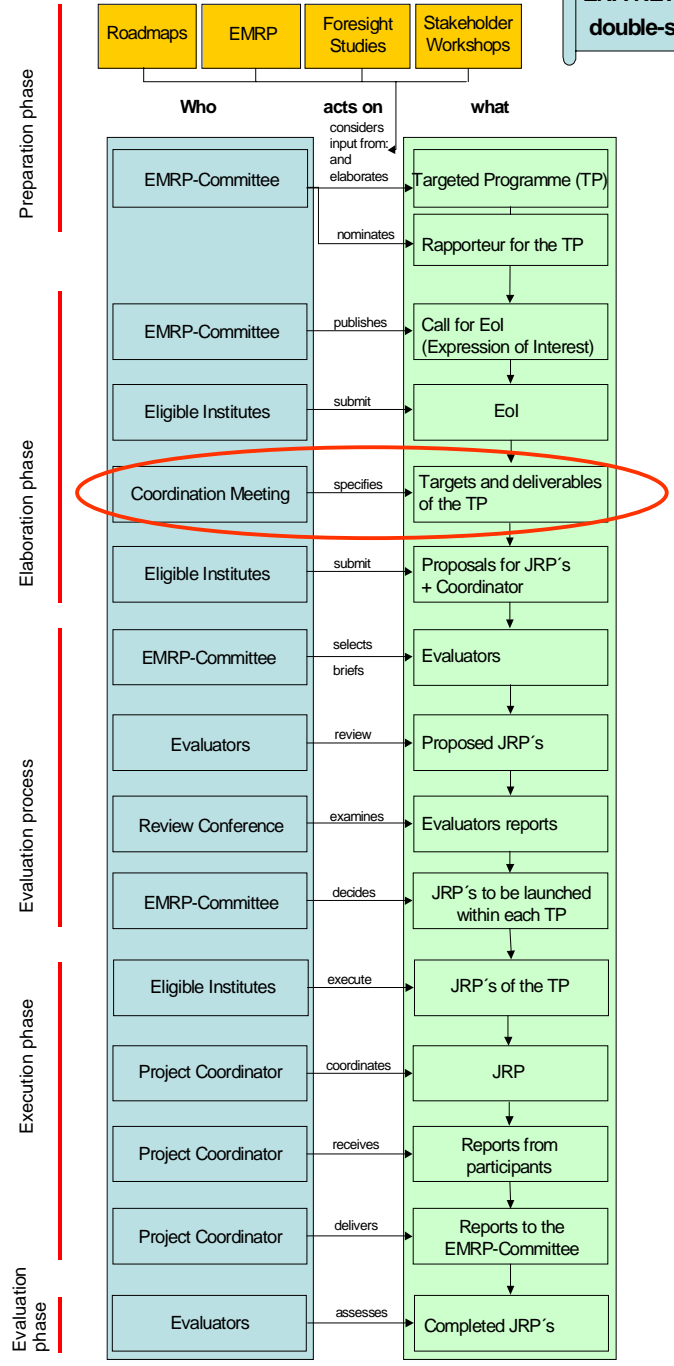 Roadmaps
EMRP
Foresight
Studies
Stakeholder
Workshops
double-s
Who
acts on
what
considers
input from:
and
elaborates
Preparation phase
EMRP-Committee
Targeted Programme (TP)
nominates
Rapporteur for the TP
Elaboration phase
EMRP-Committee
publishes
Call for EoI
(Expression of Interest)
Eligible Institutes
submit
EoI
Coordination Meeting
specifies
Targets and deliverables
of the TP
Eligible Institutes
submit
Proposals for JRP´s
+ Coordinator
Evaluation process
EMRP-Committee
selects
briefs
Evaluators
Evaluators
review
Proposed JRP´s
Review Conference
examines
Evaluators reports
EMRP-Committee
decides
JRP´s to be launched
within each TP
Execution phase
Eligible Institutes
execute
JRP´s of the TP
Project Coordinator
coordinates
JRP
Project Coordinator
receives
Reports from
participants
Project Coordinator
delivers
Reports to the
EMRP-Committee
Evaluation
phase
Evaluators
assesses
Completed JRP´s